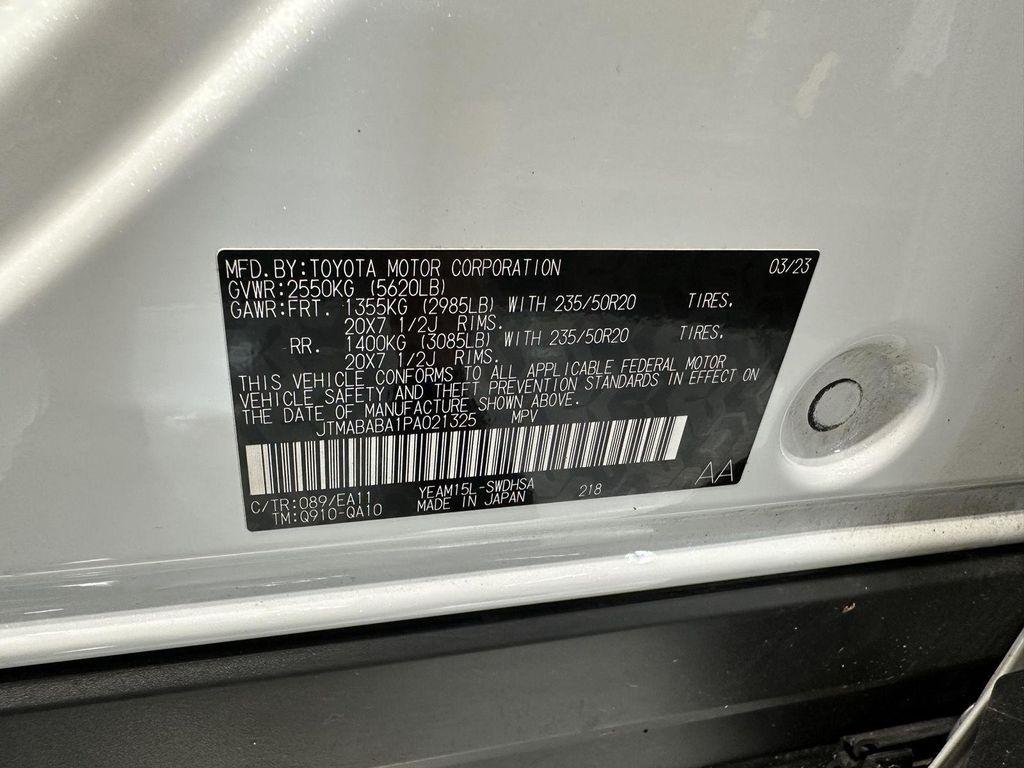 MFD. BY: TOYOTA MOTOR CORPORATION 03/23
GVWR: 2550KG (5620LB)
GAWR: FRT. 1355KG (2985LB) WITH 235/50R20 TIRES.
20X7 1/2J RIMS.
RR. 1400KG (3085LB) WITH 235/50R20 TIRES.
20X7 1/2J RIMS.
THIS VEHICLE CONFORMS TO ALL APPLICABLE FEDERAL MOTOR
VEHICLE SAFETY AND THEFT PREVENTION STANDARDS IN EFFECT ON
THE DATE OF MANUFACTURE SHOWN ABOVE.
JTMABABA1PA021325 MPV
C/TR: 089/EA11 YEAM15L-SWDHSA 218 AA
TM: Q910-QA10 MADE IN JAPAN